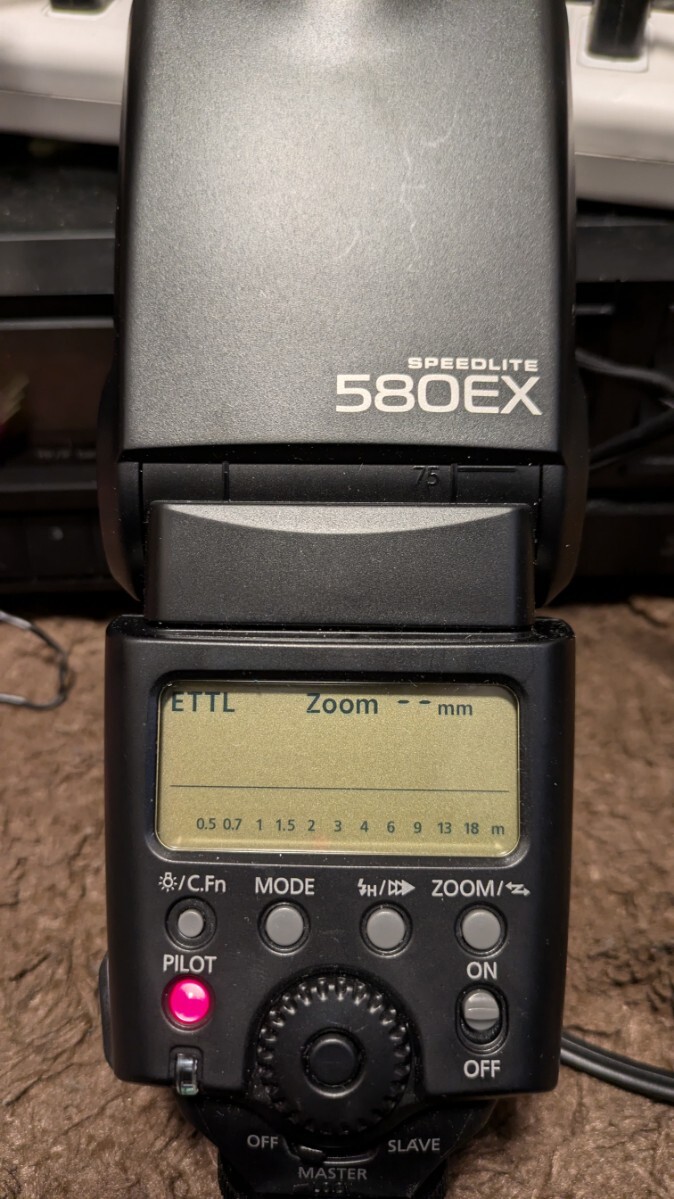 SPEEDLITE
580EX
75
ETTL Zoom -- mm
0.5 0.7 1 1.5 2 3 4 6 9 13 18 m
/C.Fn MODE H/ ZOOM/
PILOT ON
OFF
OFF SLAVE
MASTER